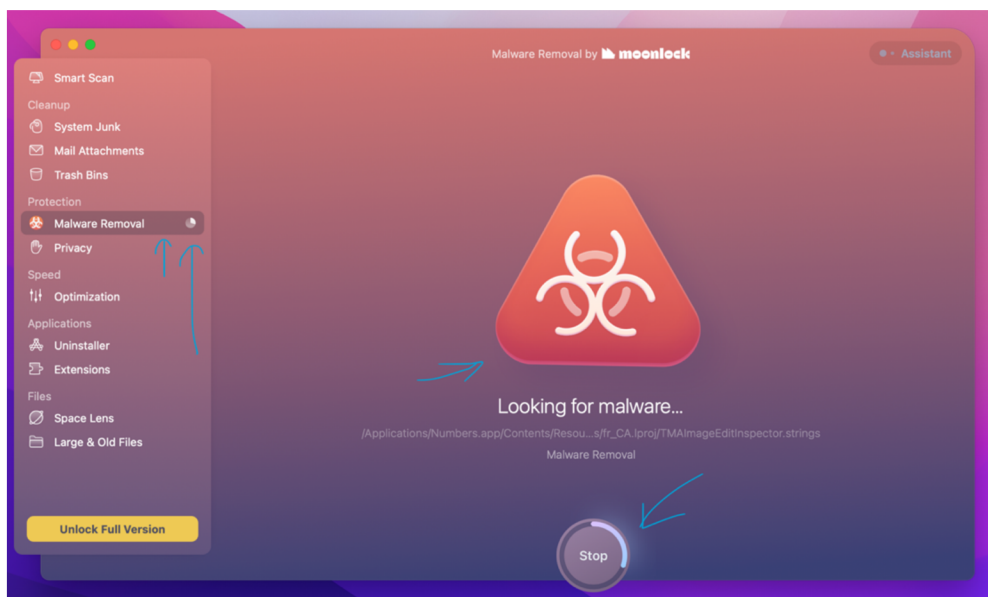 Malware Removal by moonlock
Assistant
Smart Scan
Cleanup
System Junk
Mail Attachments
Trash Bins
Protection
Malware Removal
Privacy
Speed
Optimization
Applications
Uninstaller
Extensions
Files
Space Lens
Large & Old Files
Unlock Full Version
Looking for malware...
/Applications/Numbers.app/Contents/Resou...s/fr_CA.lproj/TMAImageEditInspector.strings
Malware Removal
Stop